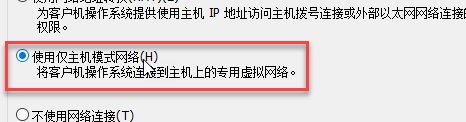 为客户机操作系统提供使用主机 IP 地址访问主机拨号连接或外部以太网网络连接的
权限。
使用仅主机模式网络(H)
将客户机操作系统连接到主机上的专用虚拟网络。
不使用网络连接(T)